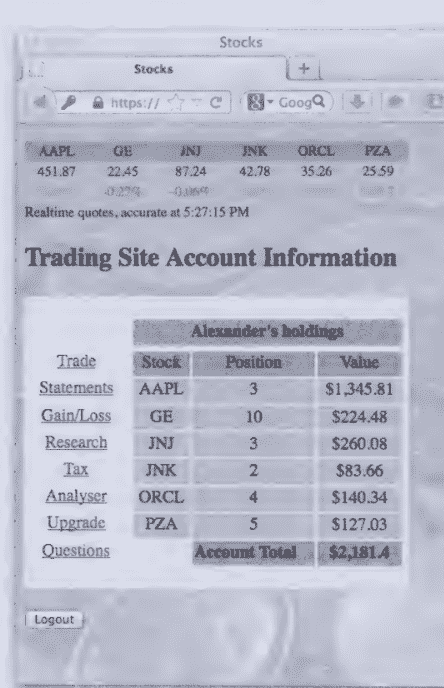 Stocks
Stocks +
https:// Goog
AAPL GE JNJ JNK ORCL PZA
451.87 22.45 87.24 42.78 35.26 25.59
Realtime quotes, accurate at 5:27:15 PM
Trading Site Account Information
Alexander's holdings
Trade Stock Position Value
Statements AAPL 3 $1,345.81
Gain/Loss GE 10 $224.48
Research JNJ 3 $260.08
Tax JNK 2 $83.66
Analyser ORCL 4 $140.34
Upgrade PZA 5 $127.03
Questions Account Total $2,181.4
Logout